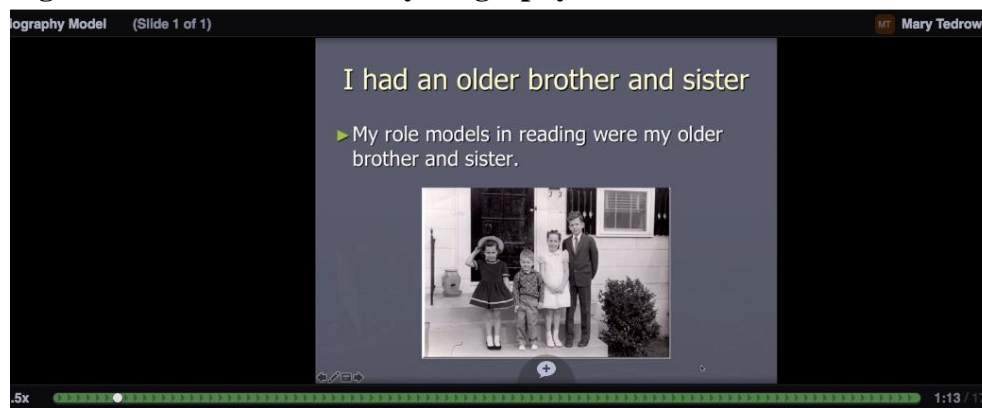 iography Model (Slide 1 of 1)
MT Mary Tedrow
I had an older brother and sister
My role models in reading were my older
brother and sister.
.5x
1:13 / 1